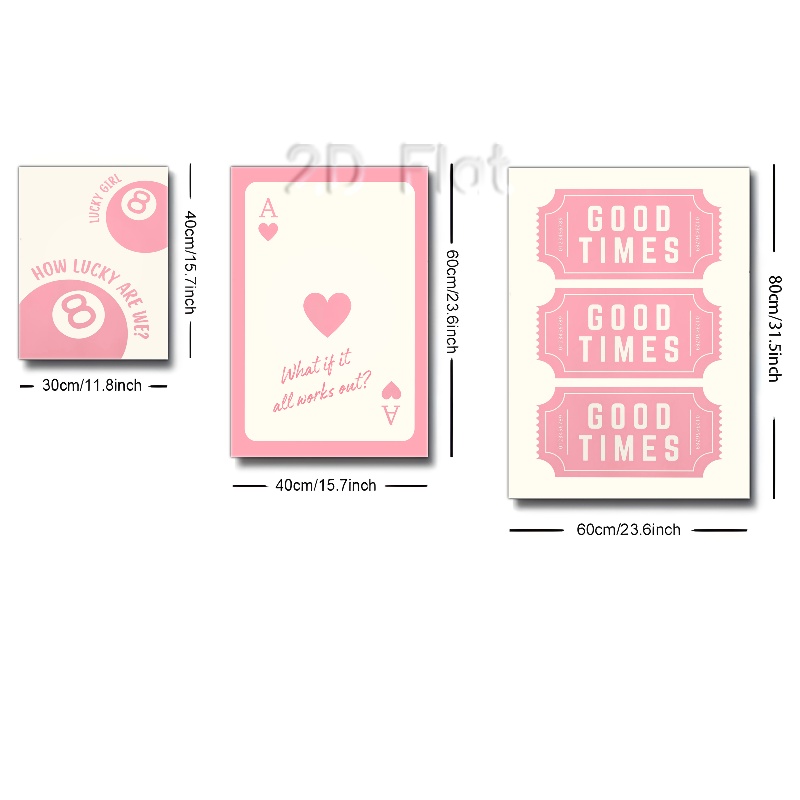 2D Flat
LUCKY GIRL
8
HOW LUCKY ARE WE?
8
40cm/15.7inch
30cm/11.8inch
A
What if it
all works out?
A
60cm/23.6inch
40cm/15.7inch
GOOD
TIMES
GOOD
TIMES
GOOD
TIMES
80cm/31.5inch
60cm/23.6inch